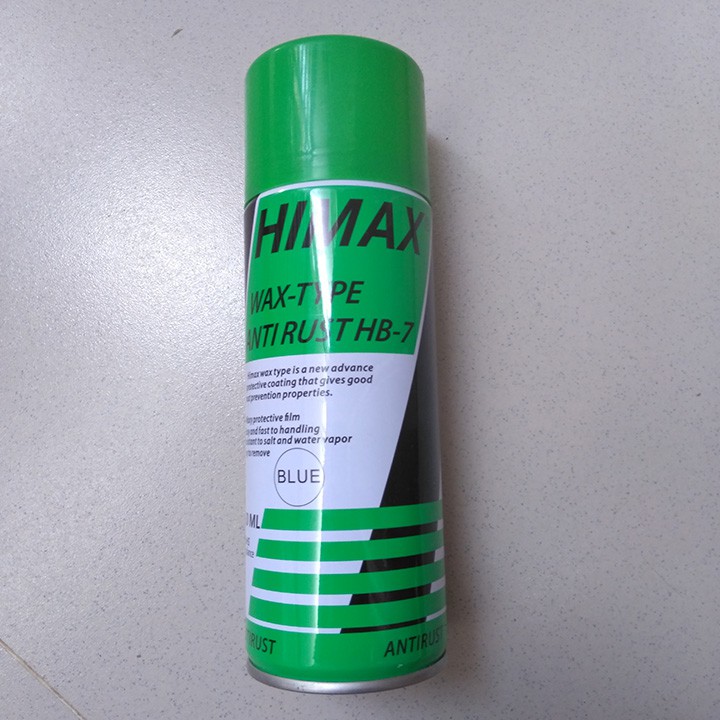 HIMAX
WAX-TYPE
ANTI RUST HB-7
Himax wax type is a new advance
protective coating that gives good
prevention properties.
protective film
and fast to handling
to salt and water vapor
remove
BLUE
ML
RUST
ANTIRUST